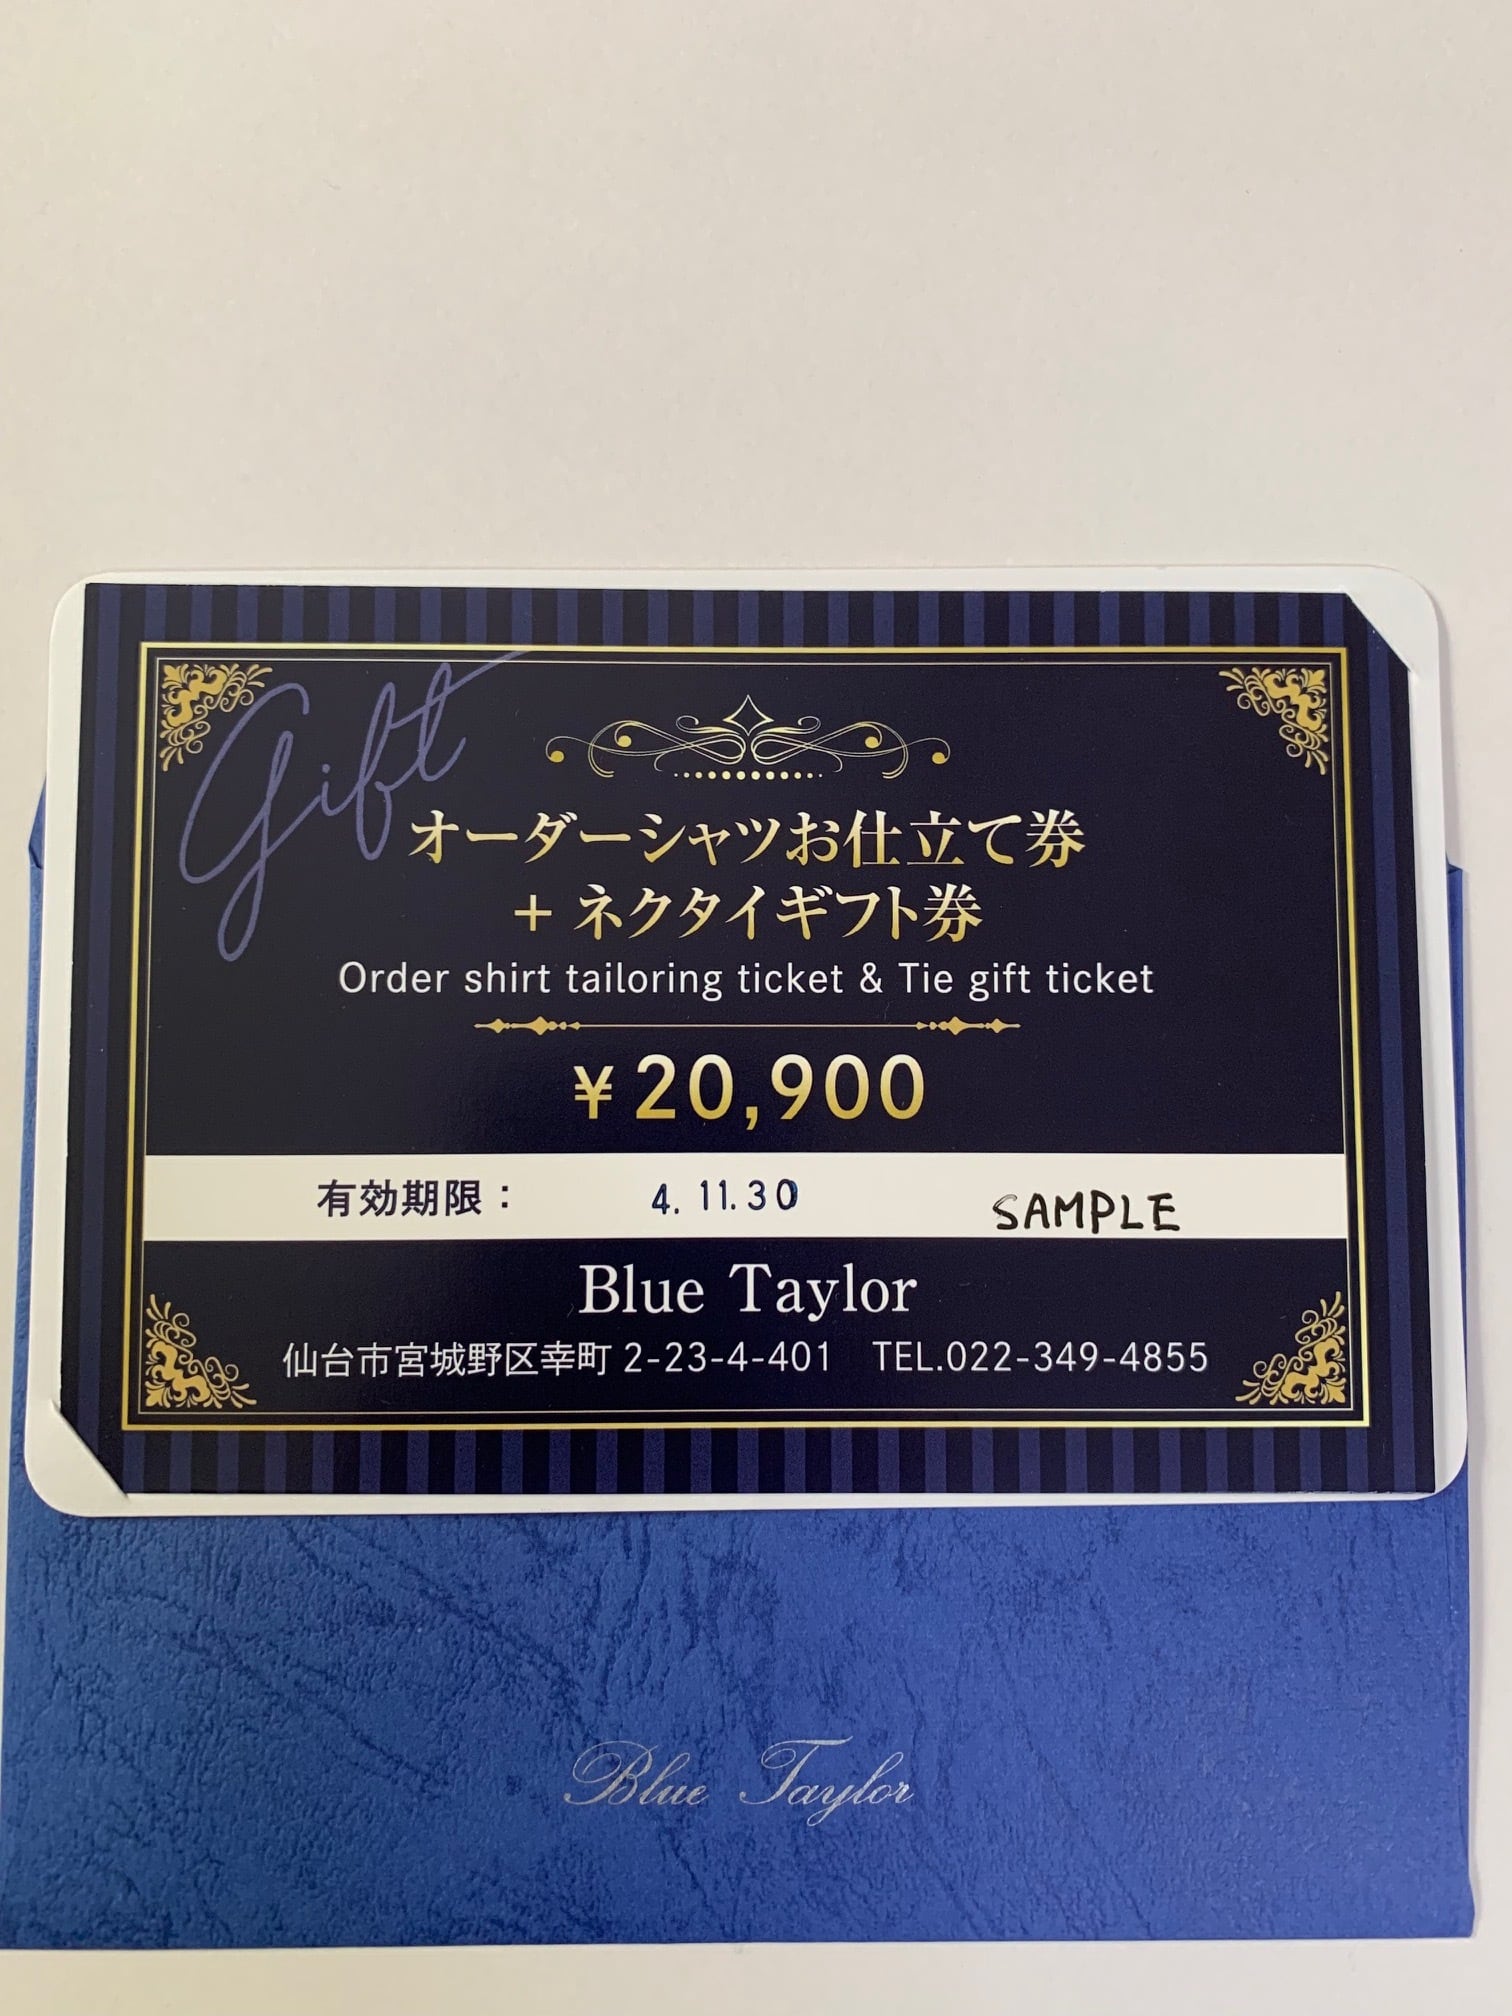 Gift
オーダーシャツお仕立て券
+ ネクタイギフト券
Order shirt tailoring ticket & Tie gift ticket
¥20,900
有効期限： 4. 11. 30 SAMPLE
Blue Taylor
仙台市宮城野区幸町 2-23-4-401 TEL.022-349-4855
Blue Taylor